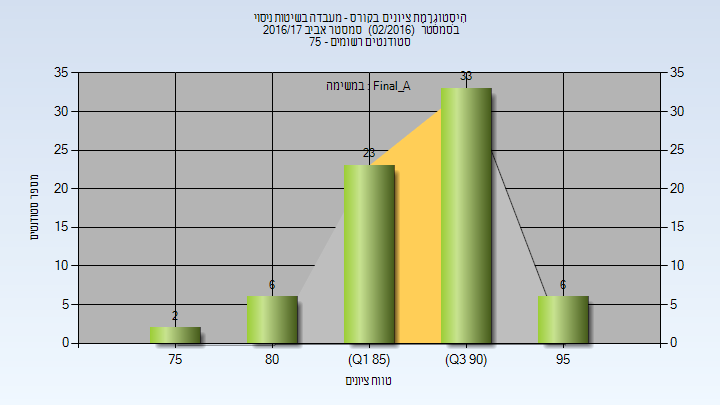 היסטוגרמת ציונים בקורס - מעבדה בשיטות ניסוי
בסמסטר (02/2016) סמסטר אביב 2016/17
סטודנטים רשומים - 75
במשימה : Final_A
מספר סטודנטים
35 35
30 30
25 25
20 20
15 15
10 10
5 5
0 0
2 6 23 33 6
75 80 (Q1 85) (Q3 90) 95
טווח ציונים